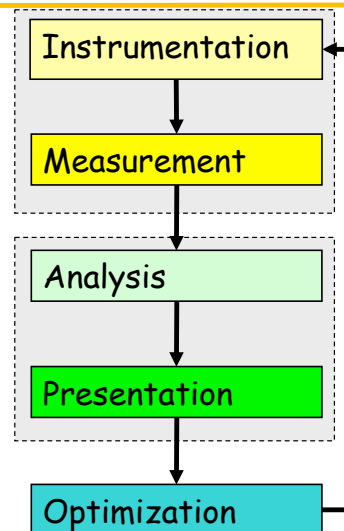 Instrumentation
Measurement
Analysis
Presentation
Optimization